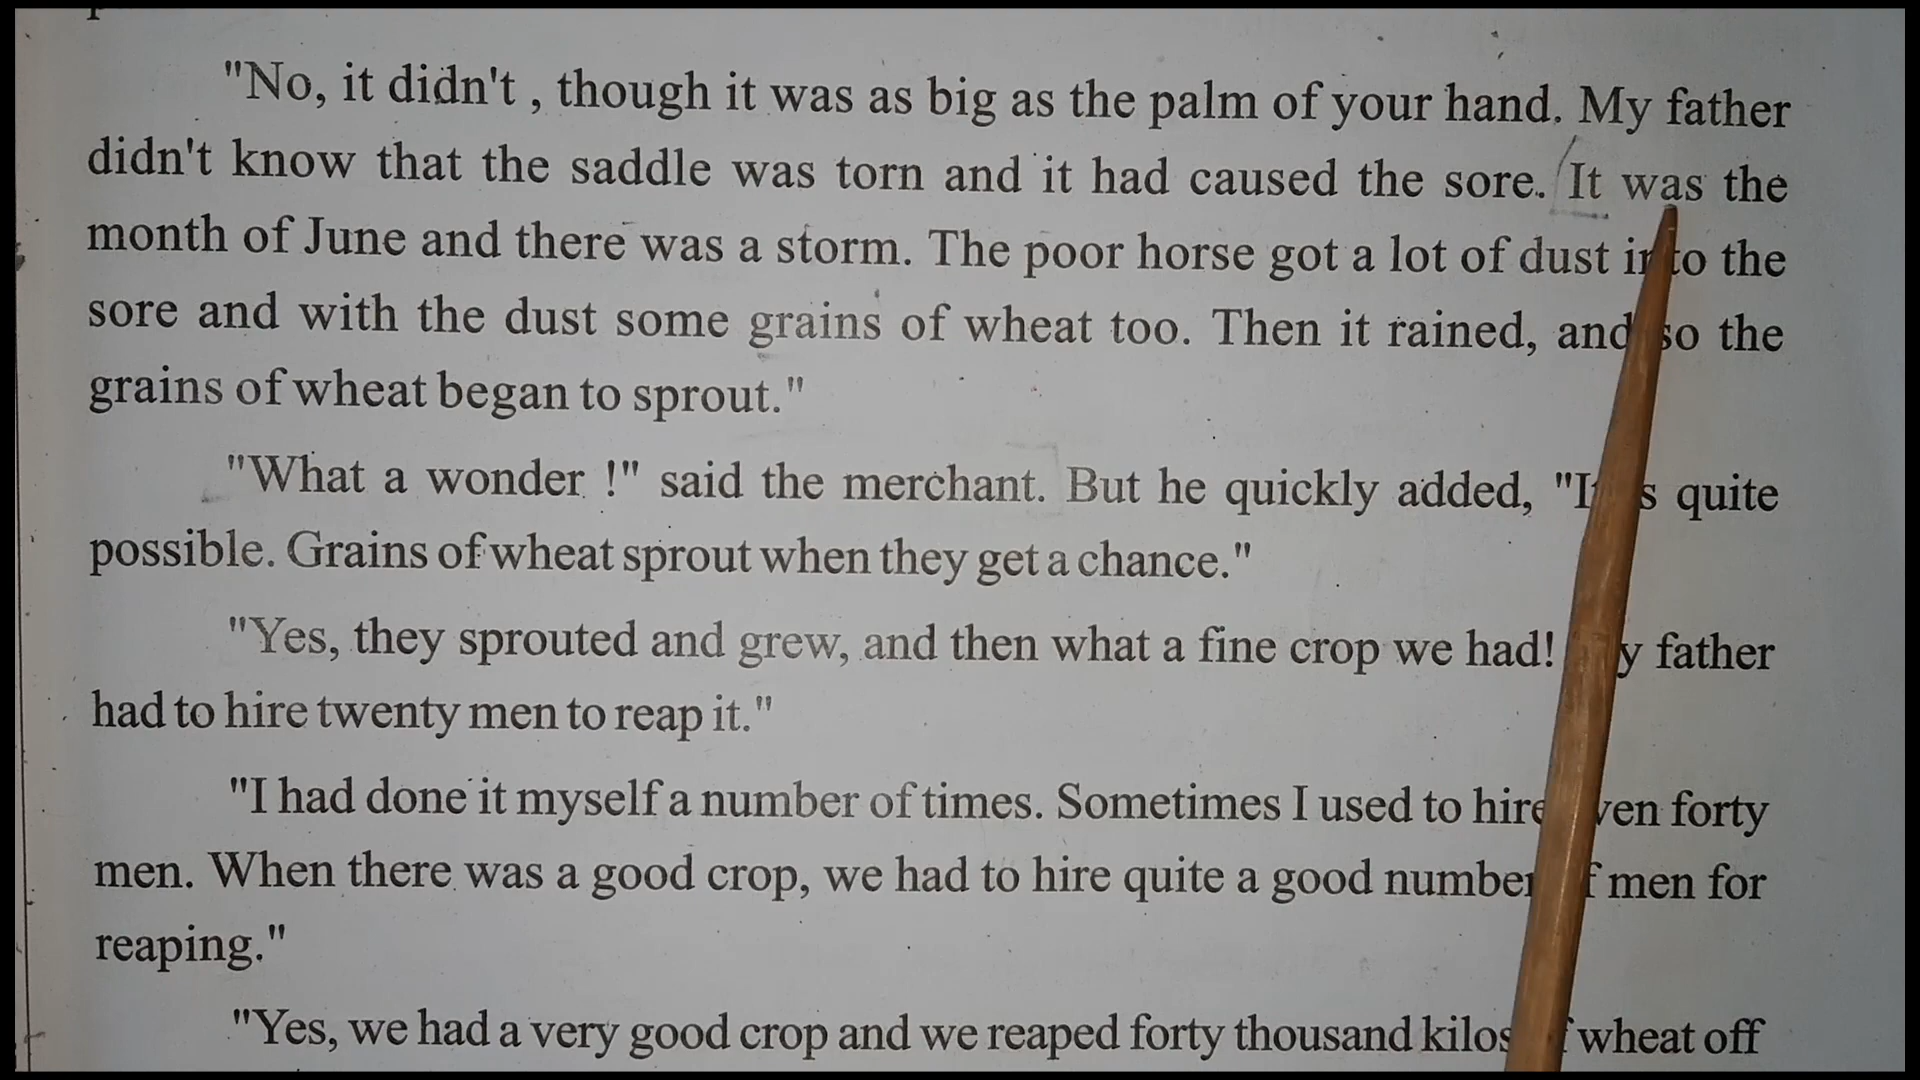 "No, it didn't , though it was as big as the palm of your hand. My father
didn't know that the saddle was torn and it had caused the sore. It was the
month of June and there was a storm. The poor horse got a lot of dust into the
sore and with the dust some grains of wheat too. Then it rained, and so the
grains of wheat began to sprout."
"What a wonder !" said the merchant. But he quickly added, "It is quite
possible. Grains of wheat sprout when they get a chance."
"Yes, they sprouted and grew, and then what a fine crop we had! My father
had to hire twenty men to reap it."
"I had done it myself a number of times. Sometimes I used to hire even forty
men. When there was a good crop, we had to hire quite a good number of men for
reaping."
"Yes, we had a very good crop and we reaped forty thousand kilos of wheat off